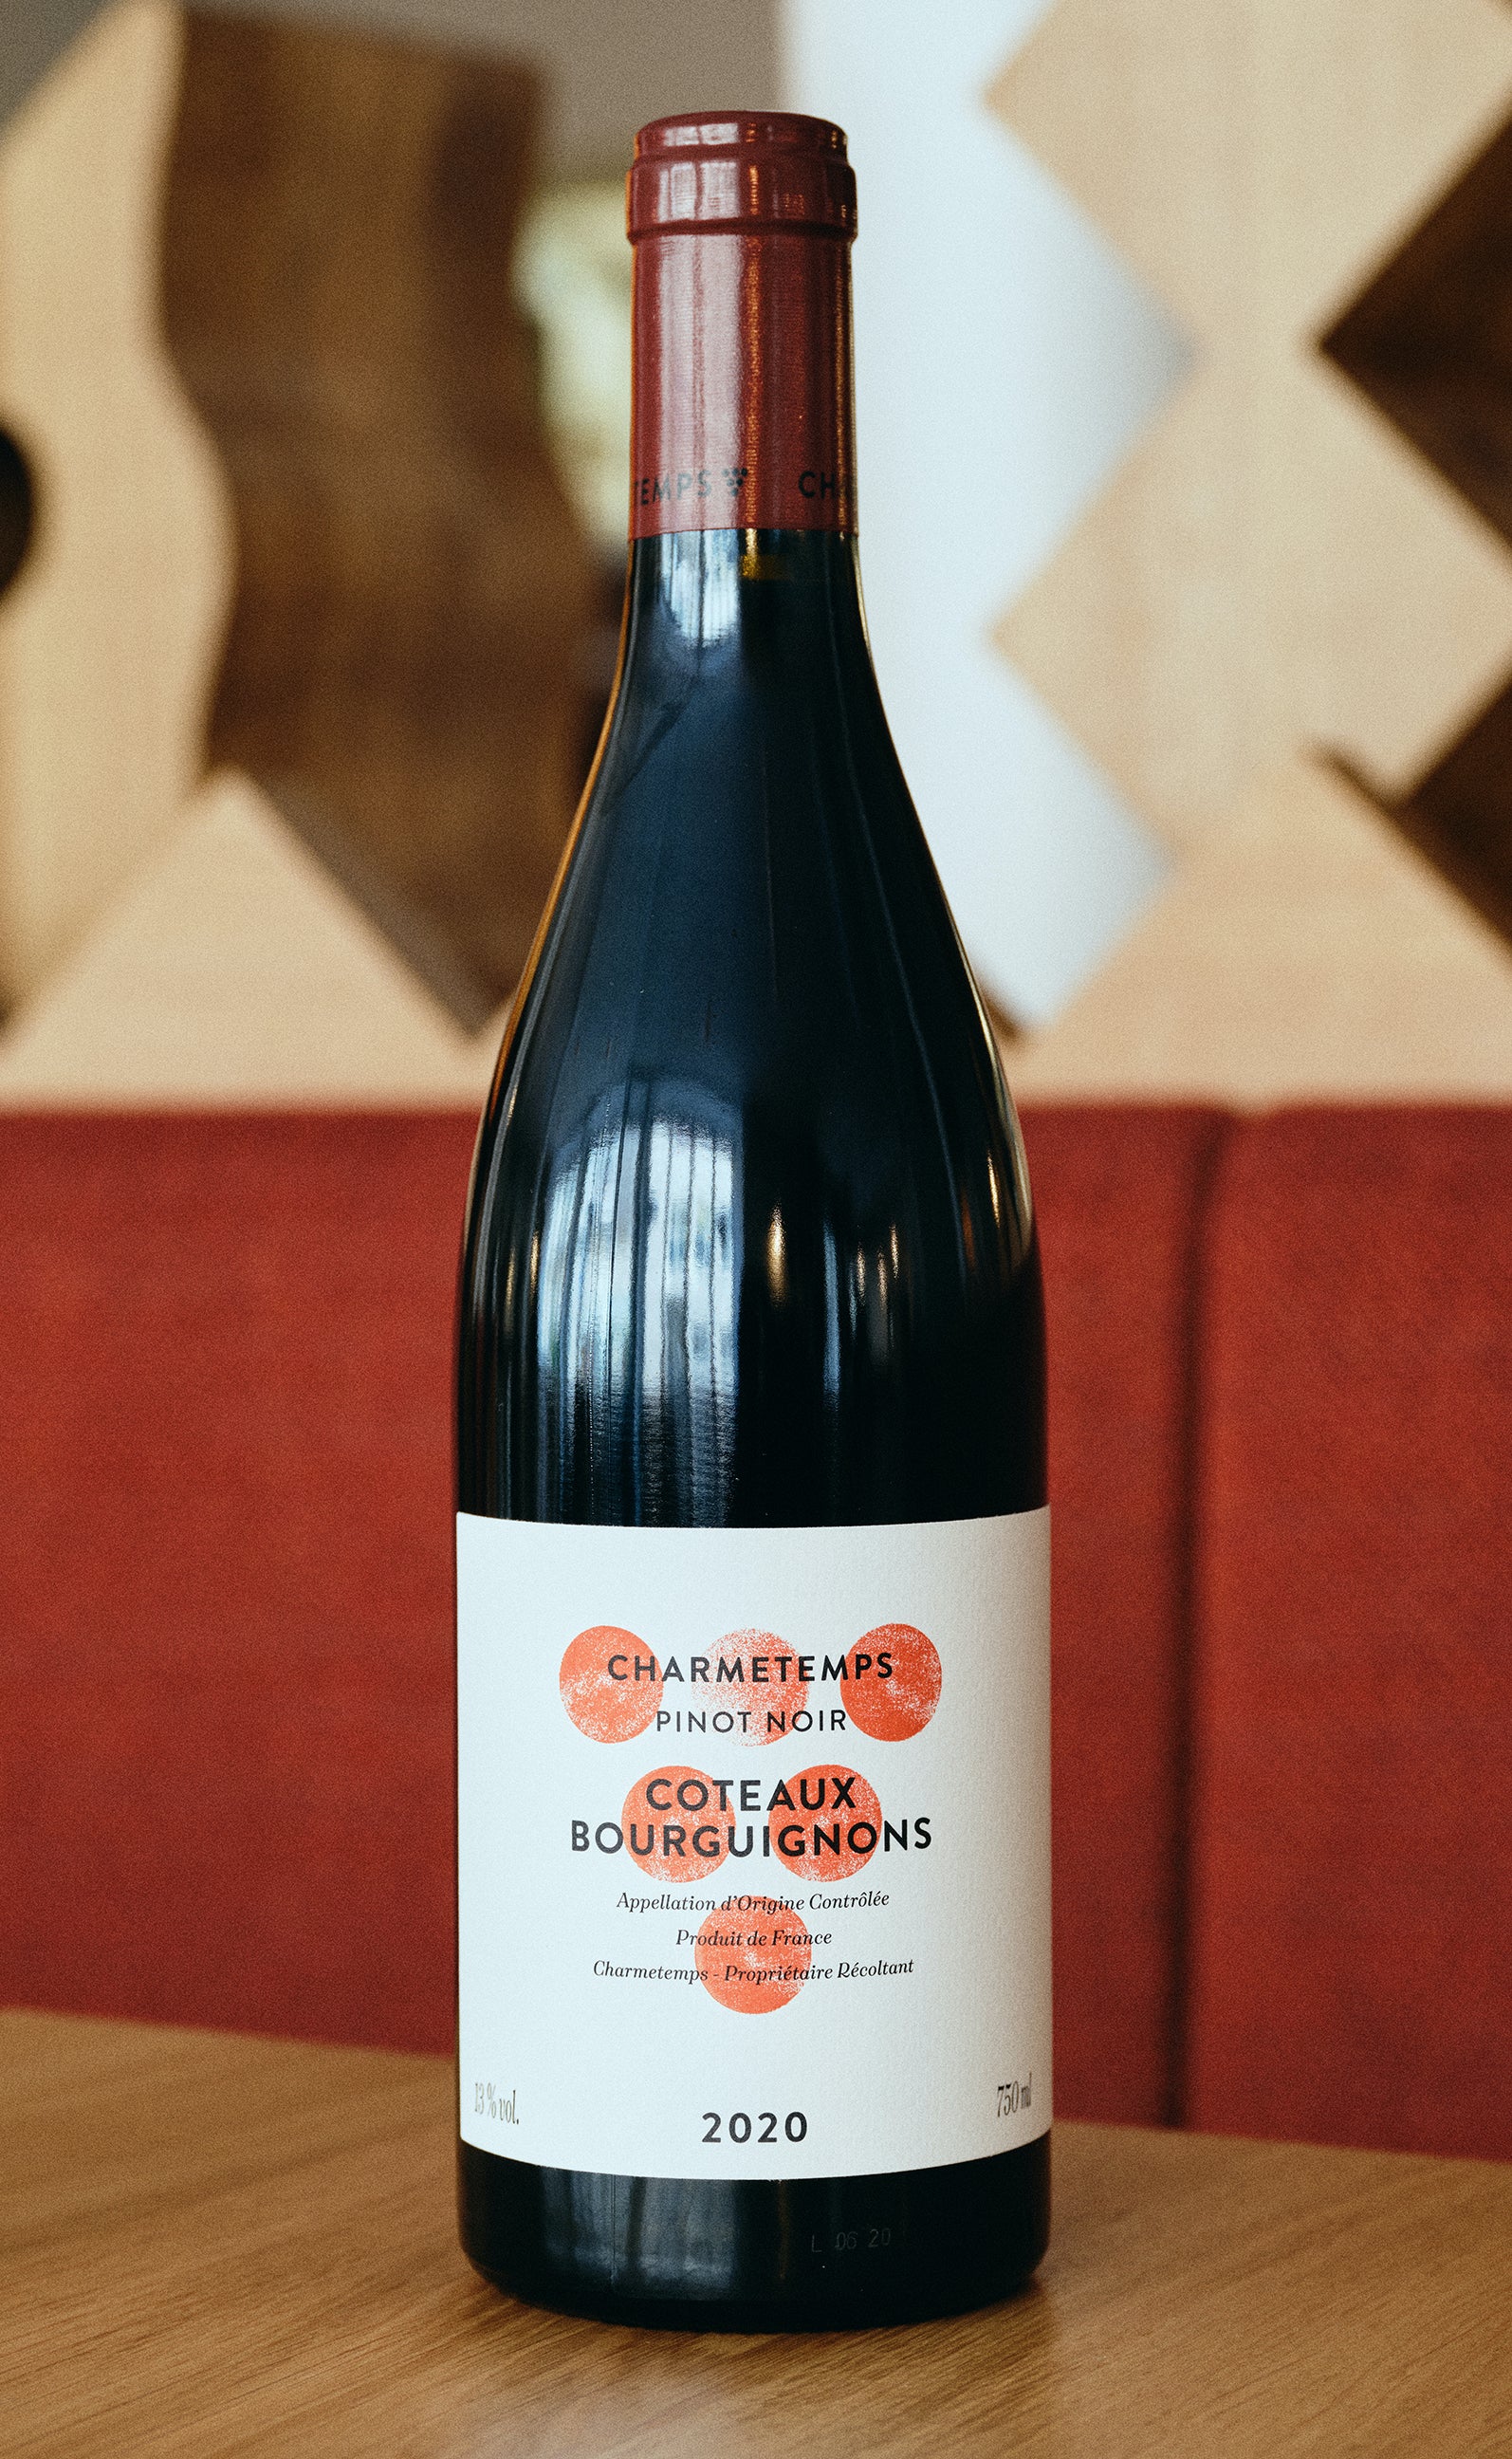 TEMPS CH
CHARMETEMPS
PINOT NOIR
COTEAUX
BOURGUIGNONS
Appellation d'Origine Contrôlée
Produit de France
Charmetemps - Propriétaire Récoltant
13 % vol.
750 ml
2020
L 06 20